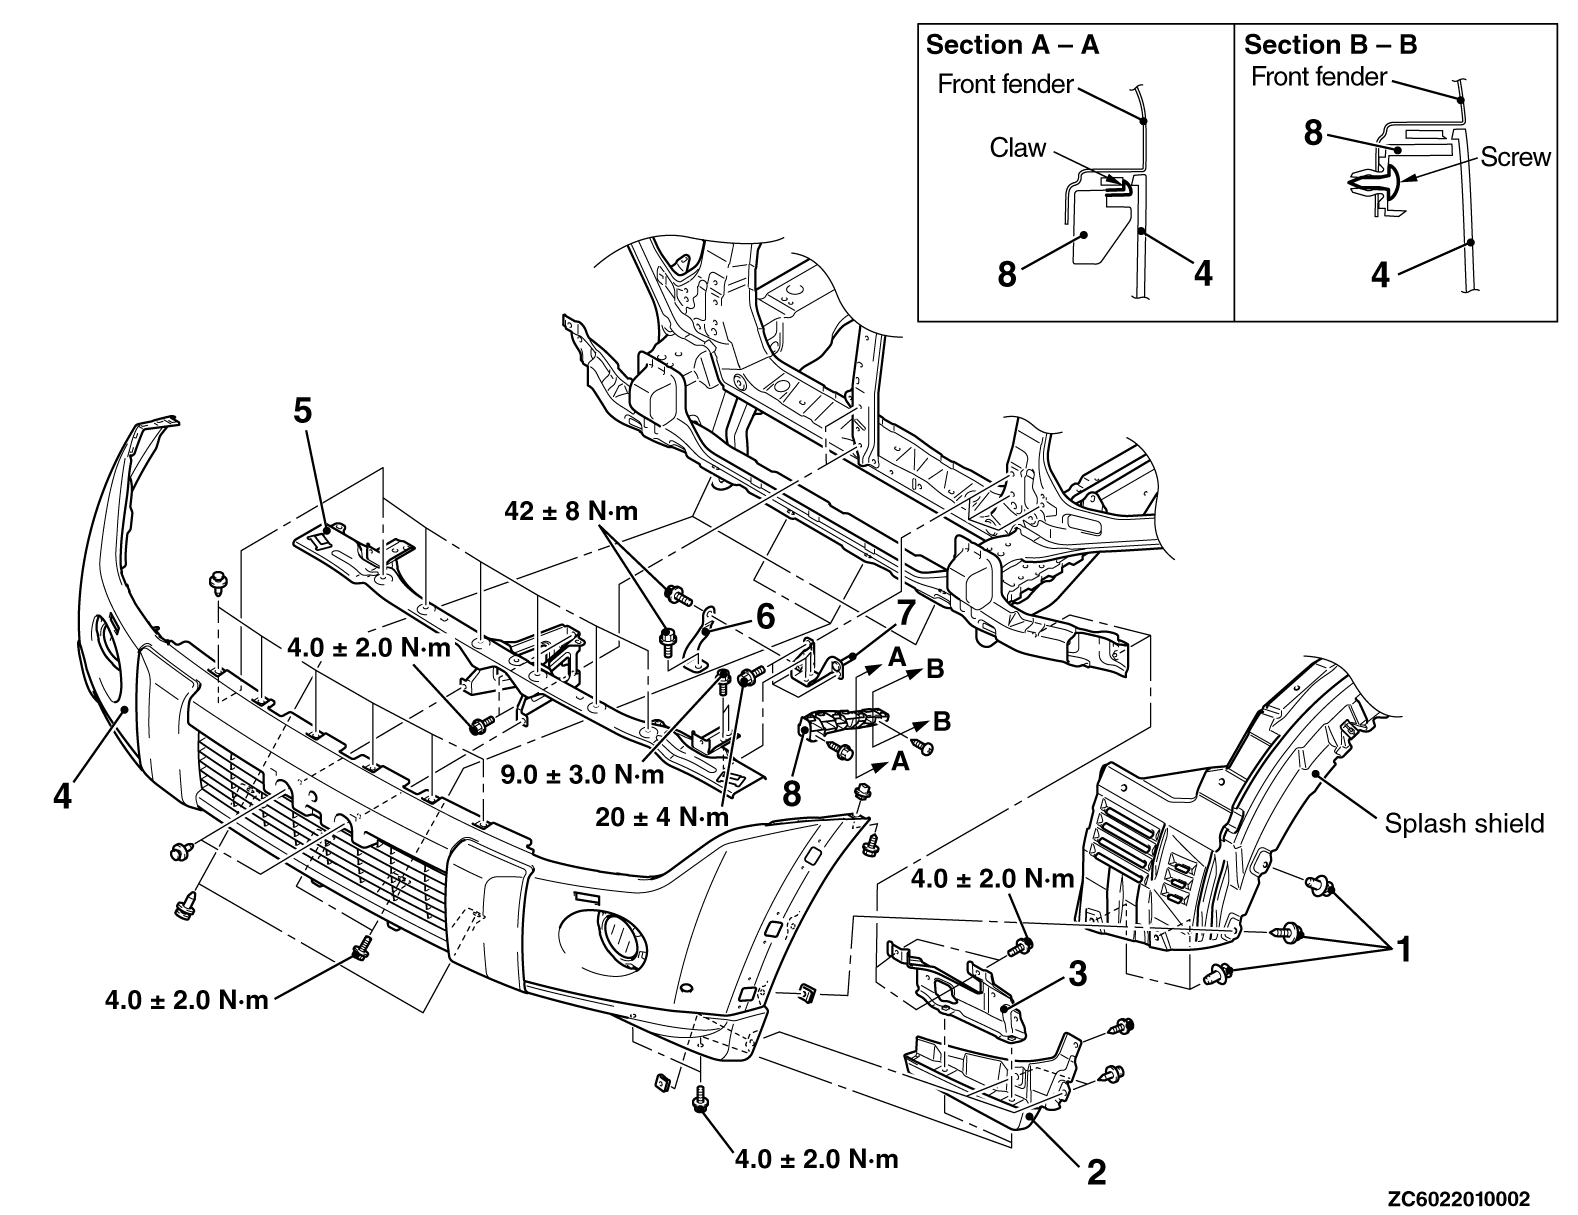 Section A – A
Section B – B
Front fender
Front fender
8
Claw
Screw
8
4
4
5
42 ± 8 N·m
6
7
A
B
4.0 ± 2.0 N·m
4
B
9.0 ± 3.0 N·m
A
8
20 ± 4 N·m
Splash shield
4.0 ± 2.0 N·m
1
3
4.0 ± 2.0 N·m
4.0 ± 2.0 N·m
2
ZC6022010002